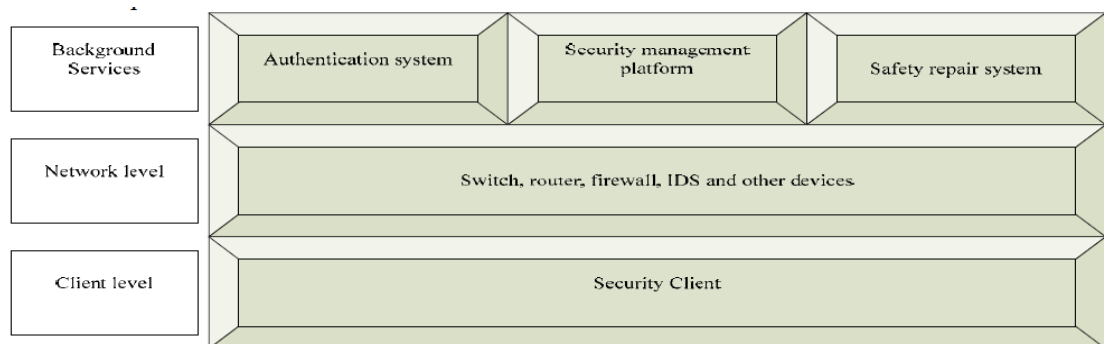 Background
Services
Authentication system
Security management
platform
Safety repair system
Network level
Switch, router, firewall, IDS and other devices
Client level
Security Client